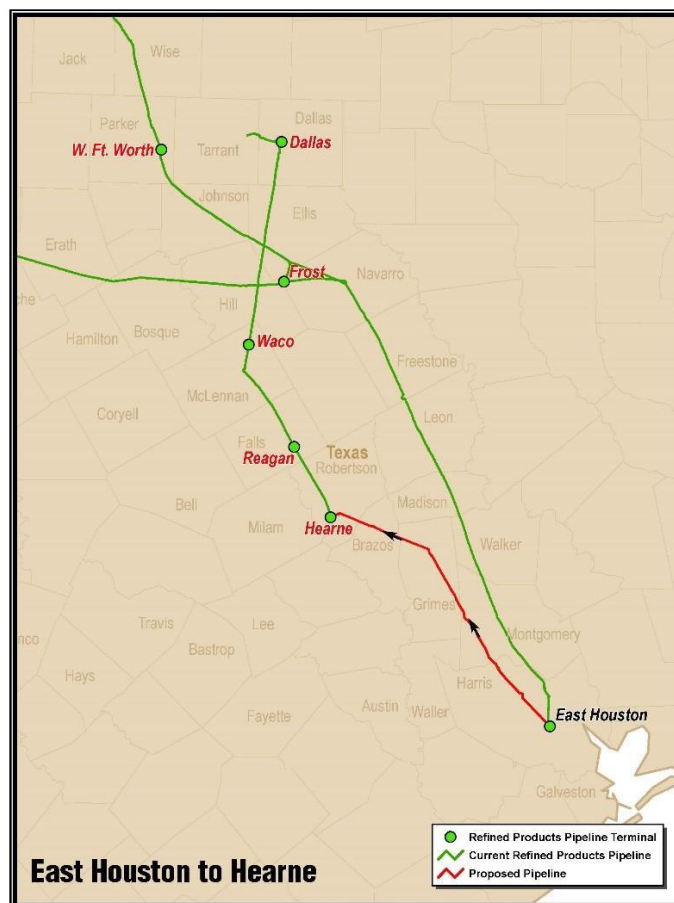 Jack
Wise
Parker
Dallas
W. Ft. Worth
Tarrant
Dallas
Johnson
Ellis
Erath
Frost
Navarro
che
Hill
Bosque
Hamilton
Waco
Freestone
McLennan
Coryell
Leon
Falls
Texas
Reagan
Robertson
Bell
Madison
Milam
Hearne
Brazos
Walker
Grimes
Travis
Lee
Montgomery
nco
Bastrop
Hays
Harris
Austin
Waller
East Houston
Fayette
Galveston
Refined Products Pipeline Terminal
Current Refined Products Pipeline
Proposed Pipeline
East Houston to Hearne